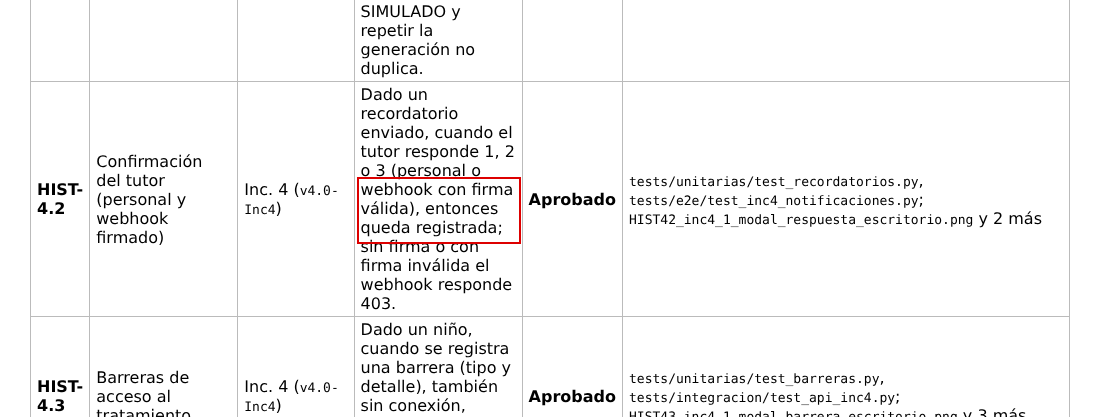 SIMULADO y
repetir la
generación no
duplica.
HIST-
4.2
Confirmación
del tutor
(personal y
webhook
firmado)
Inc. 4 (v4.0-
Inc4)
Dado un
recordatorio
enviado, cuando el
tutor responde 1, 2
o 3 (personal o
webhook con firma
válida), entonces
queda registrada;
sin firma o con
firma inválida el
webhook responde
403.
Aprobado
tests/unitarias/test_recordatorios.py,
tests/e2e/test_inc4_notificaciones.py;
HIST42_inc4_1_modal_respuesta_escritorio.png y 2 más
HIST-
4.3
Barreras de
acceso al
tratamiento
Inc. 4 (v4.0-
Inc4)
Dado un niño,
cuando se registra
una barrera (tipo y
detalle), también
sin conexión,
Aprobado
tests/unitarias/test_barreras.py,
tests/integracion/test_api_inc4.py;
HIST43_inc4_1_modal_barrera_escritorio.png y 3 más